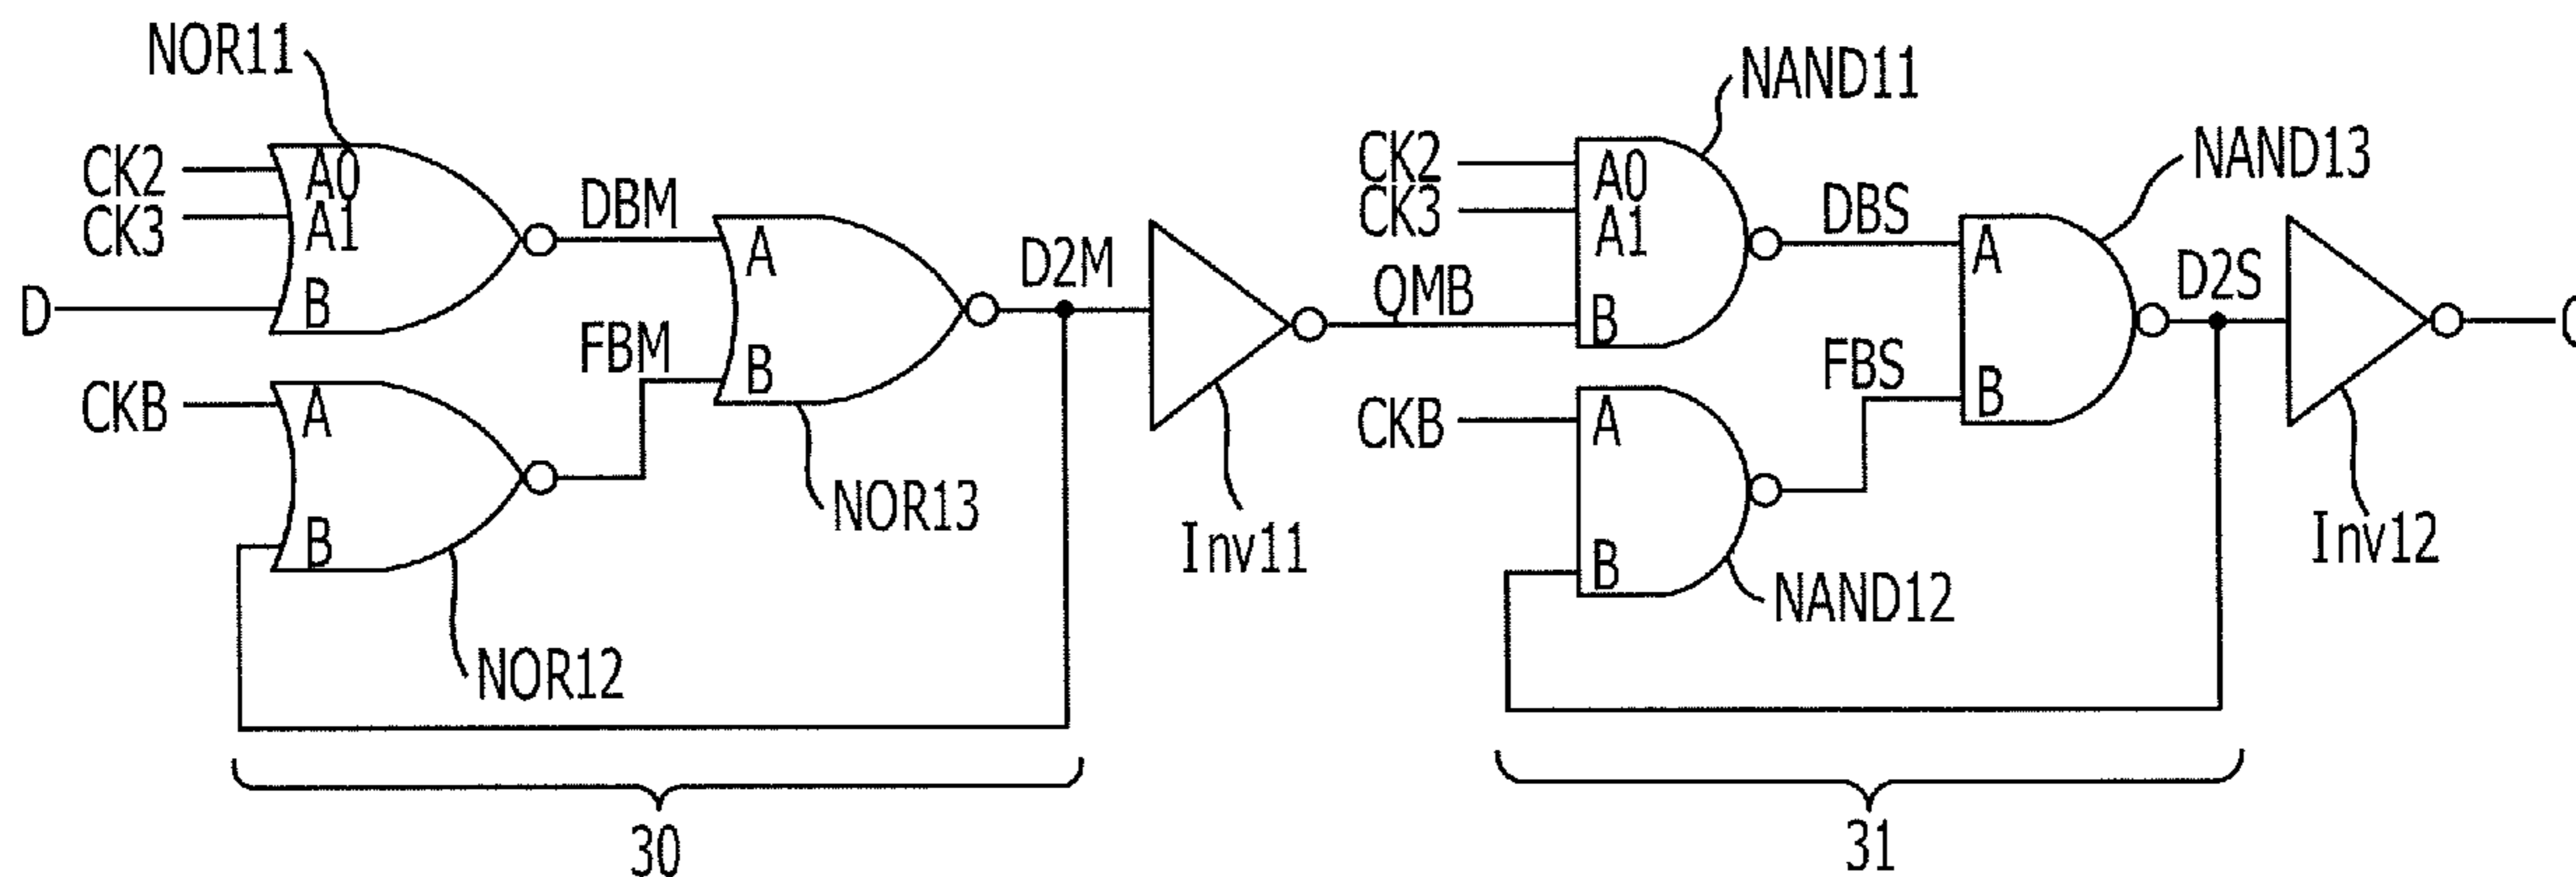 NOR11
CK2
CK3
D
A0
A1
B
DBM
CKB
A
B
FBM
NOR12
A
B
NOR13
D2M
Inv11
QMB
NAND11
CK2
CK3
A0
A1
B
DBS
CKB
A
B
FBS
NAND12
NAND13
A
B
D2S
Inv12
30
31